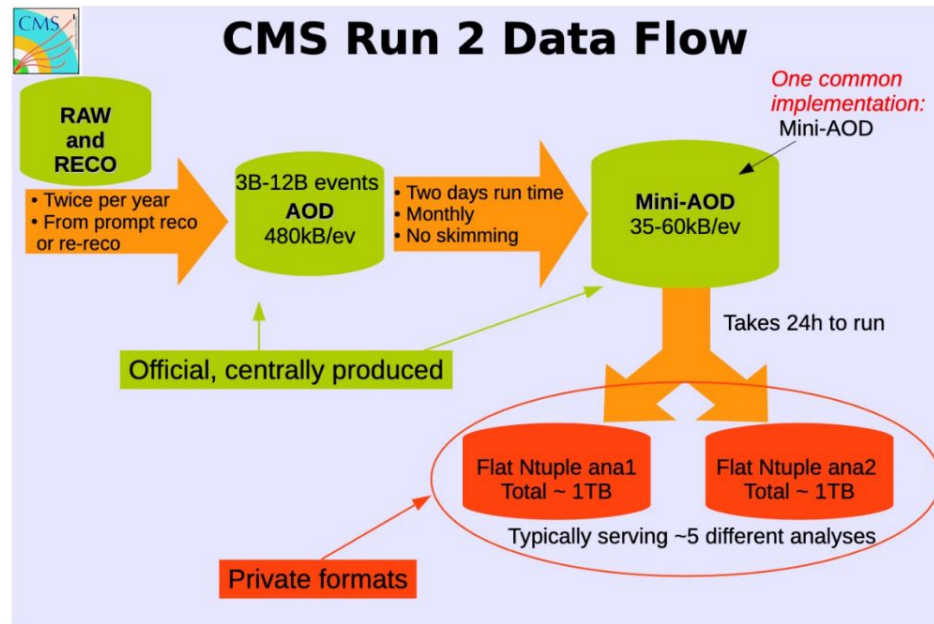 CMS
CMS Run 2 Data Flow
One common
implementation:
Mini-AOD
RAW
and
RECO
• Twice per year
• From prompt reco
or re-reco
3B-12B events
AOD
480kB/ev
• Two days run time
• Monthly
• No skimming
Mini-AOD
35-60kB/ev
Takes 24h to run
Official, centrally produced
Flat Ntuple ana1
Total ~ 1TB
Flat Ntuple ana2
Total ~ 1TB
Typically serving ~5 different analyses
Private formats